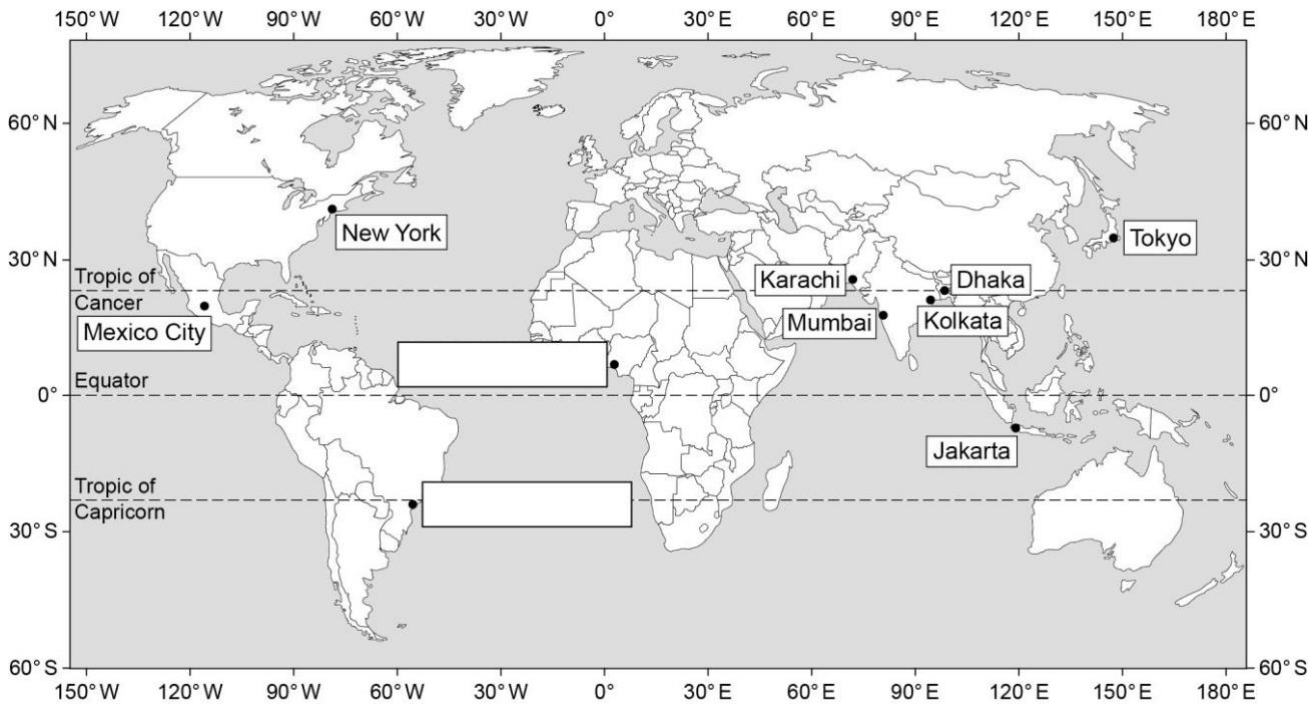 150°W 120°W 90°W 60°W 30°W 0° 30°E 60°E 90°E 120°E 150°E 180°E
60°N 60°N
New York
Tokyo
30°N 30°N
Tropic of
Cancer
Karachi
Dhaka
Mexico City
Mumbai
Kolkata
Equator
0° 0°
Jakarta
Tropic of
Capricorn
30°S 30°S
60°S 60°S
150°W 120°W 90°W 60°W 30°W 0° 30°E 60°E 90°E 120°E 150°E 180°E